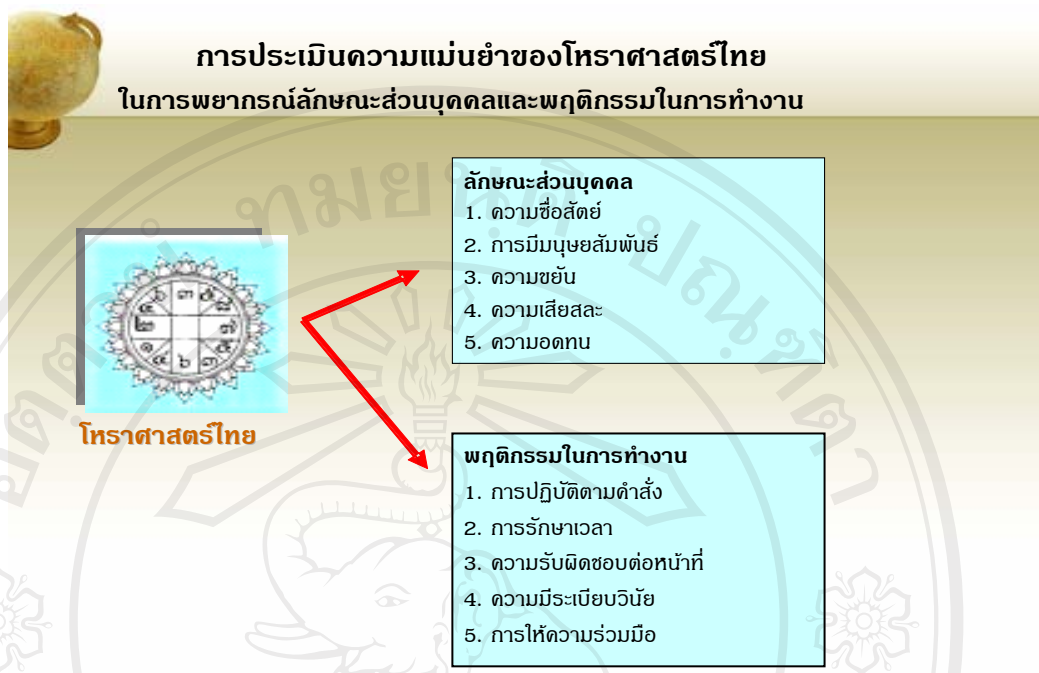 การประเมินความแม่นยำของโหราศาสตร์ไทย
ในการพยากรณ์ลักษณะส่วนบุคคลและพฤติกรรมในการทำงาน
ลักษณะส่วนบุคคล
1. ความซื่อสัตย์
2. การมีมนุษยสัมพันธ์
3. ความขยัน
4. ความเสียสละ
5. ความอดทน
โหราศาสตร์ไทย
พฤติกรรมในการทำงาน
1. การปฏิบัติตามคำสั่ง
2. การรักษาเวลา
3. ความรับผิดชอบต่อหน้าที่
4. ความมีระเบียบวินัย
5. การให้ความร่วมมือ